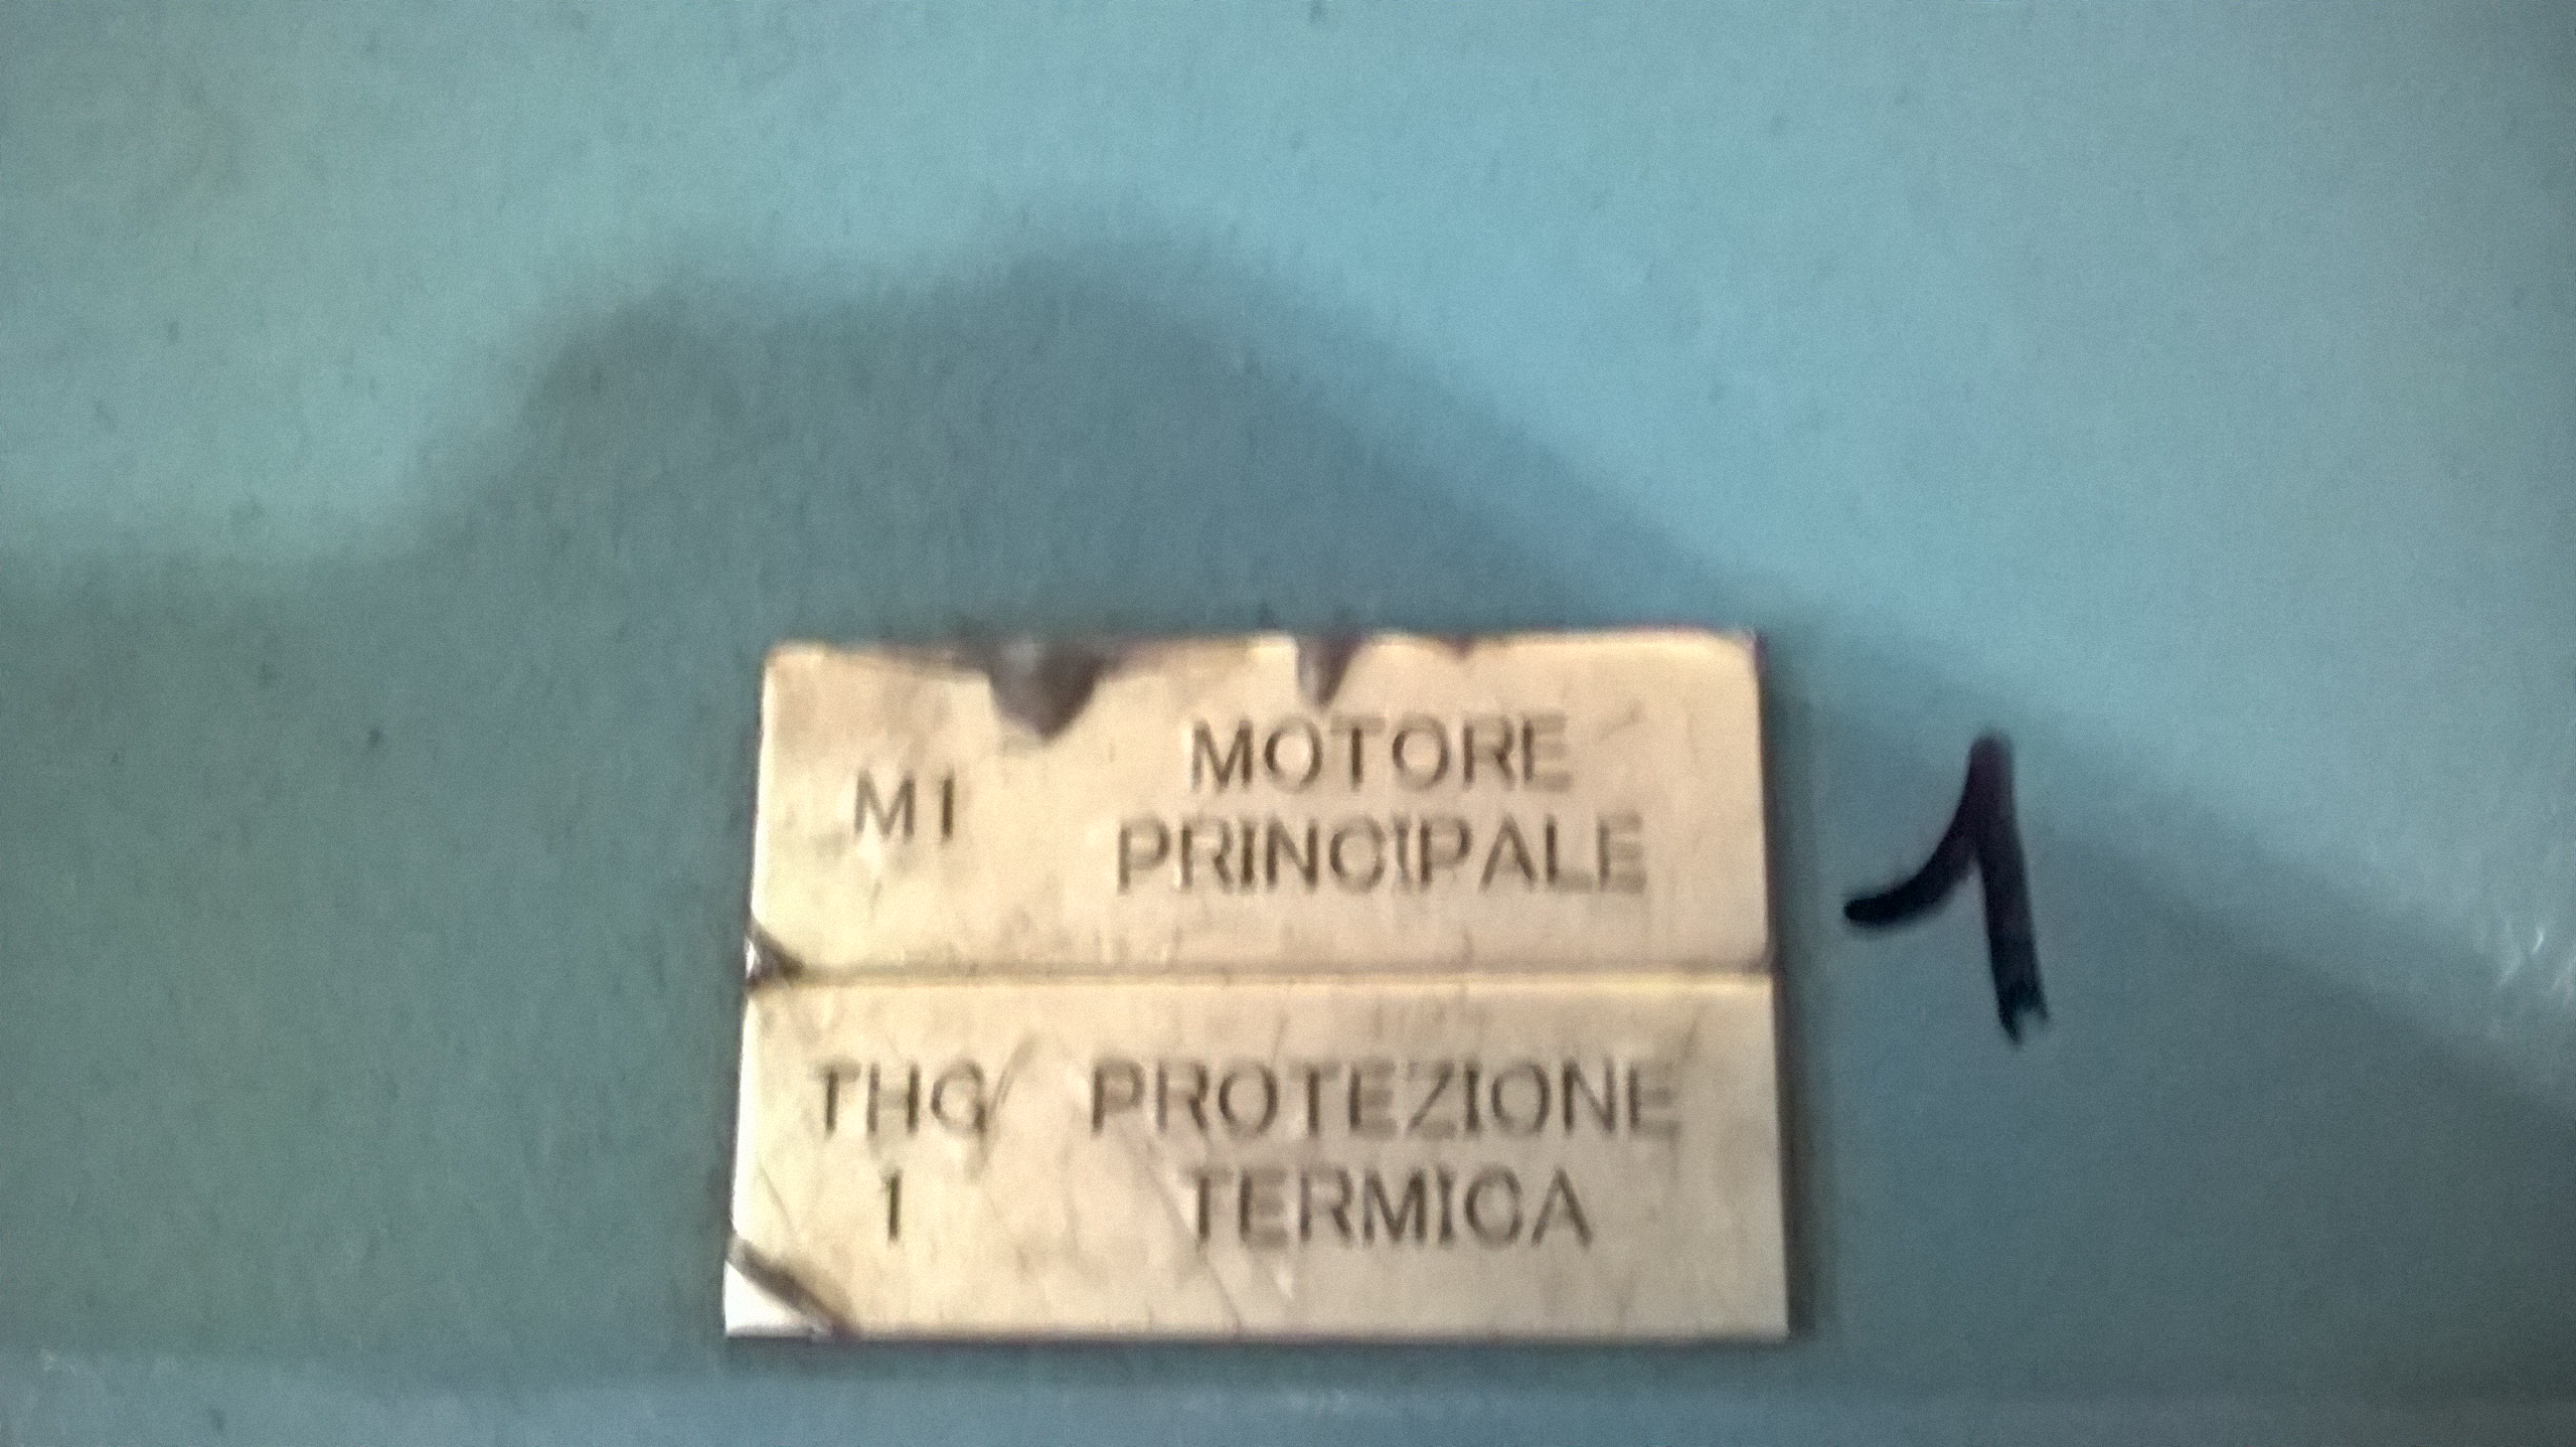 M1 MOTORE
PRINCIPALE
1
THG PROTEZIONE
1 TERMICA